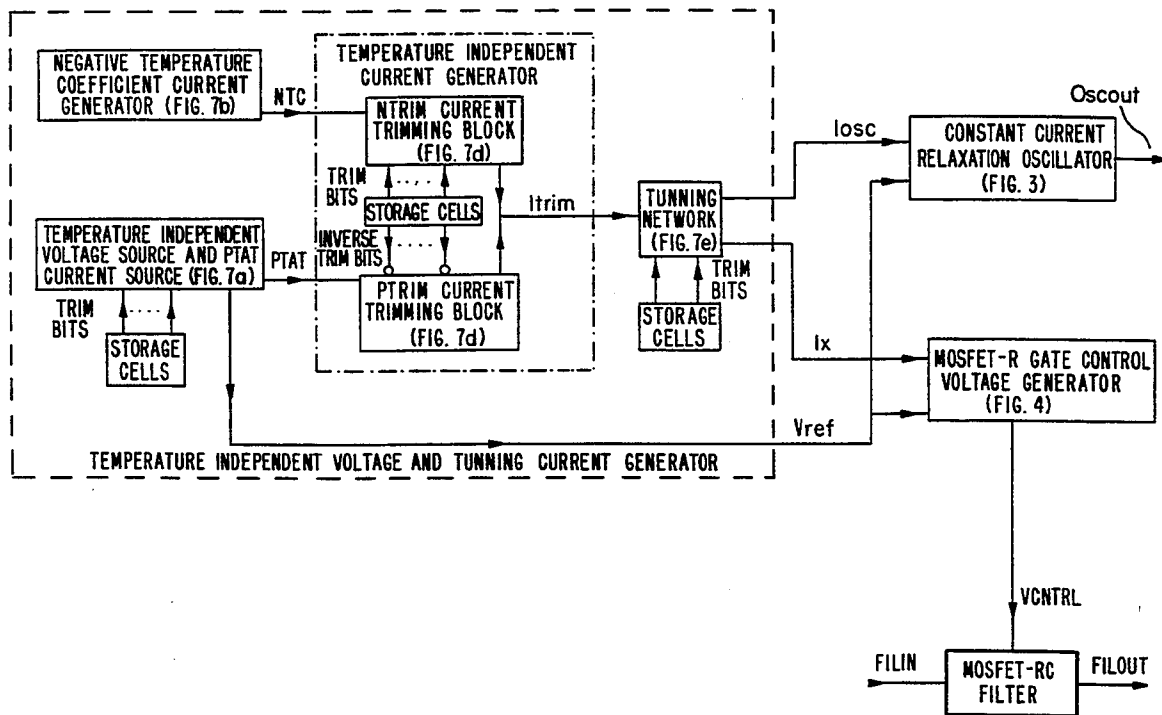 NEGATIVE TEMPERATURE
COEFFICIENT CURRENT
GENERATOR (FIG. 7b)
NTC
TEMPERATURE INDEPENDENT
CURRENT GENERATOR
NTRIM CURRENT
TRIMMING BLOCK
(FIG. 7d)
TRIM
BITS
STORAGE CELLS
INVERSE
TRIM BITS
PTRIM CURRENT
TRIMMING BLOCK
(FIG. 7d)
TEMPERATURE INDEPENDENT
VOLTAGE SOURCE AND PTAT
CURRENT SOURCE (FIG. 7a)
PTAT
TRIM
BITS
STORAGE
CELLS
Itrim
TUNNING
NETWORK
(FIG. 7e)
TRIM
BITS
STORAGE
CELLS
Iosc
Ix
Vref
TEMPERATURE INDEPENDENT VOLTAGE AND TUNNING CURRENT GENERATOR
Oscout
CONSTANT CURRENT
RELAXATION OSCILLATOR
(FIG. 3)
MOSFET-R GATE CONTROL
VOLTAGE GENERATOR
(FIG. 4)
VCNTRL
FILIN
MOSFET-RC
FILTER
FILOUT